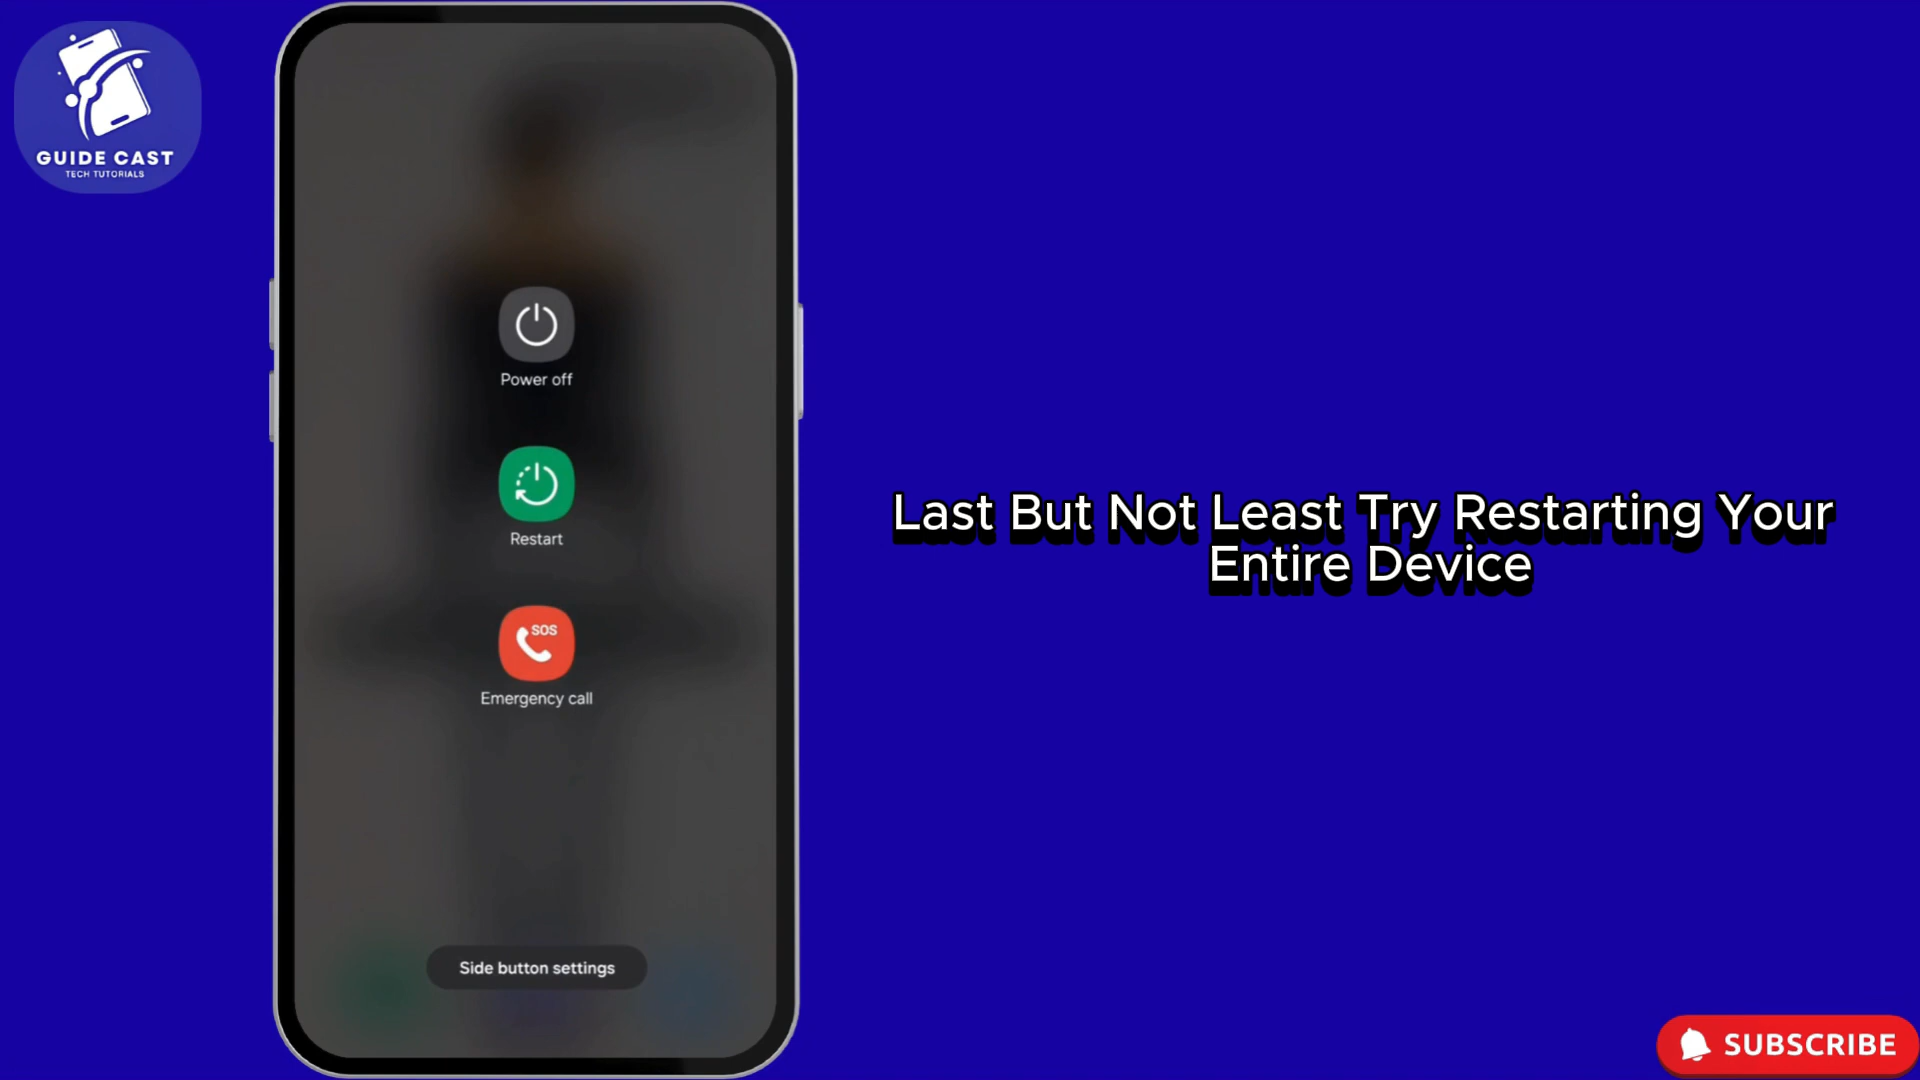 GUIDE CAST
TECH TUTORIALS
Power off
Restart
SOS
Emergency call
Side button settings
Last But Not Least Try Restarting Your
Entire Device
SUBSCRIBE